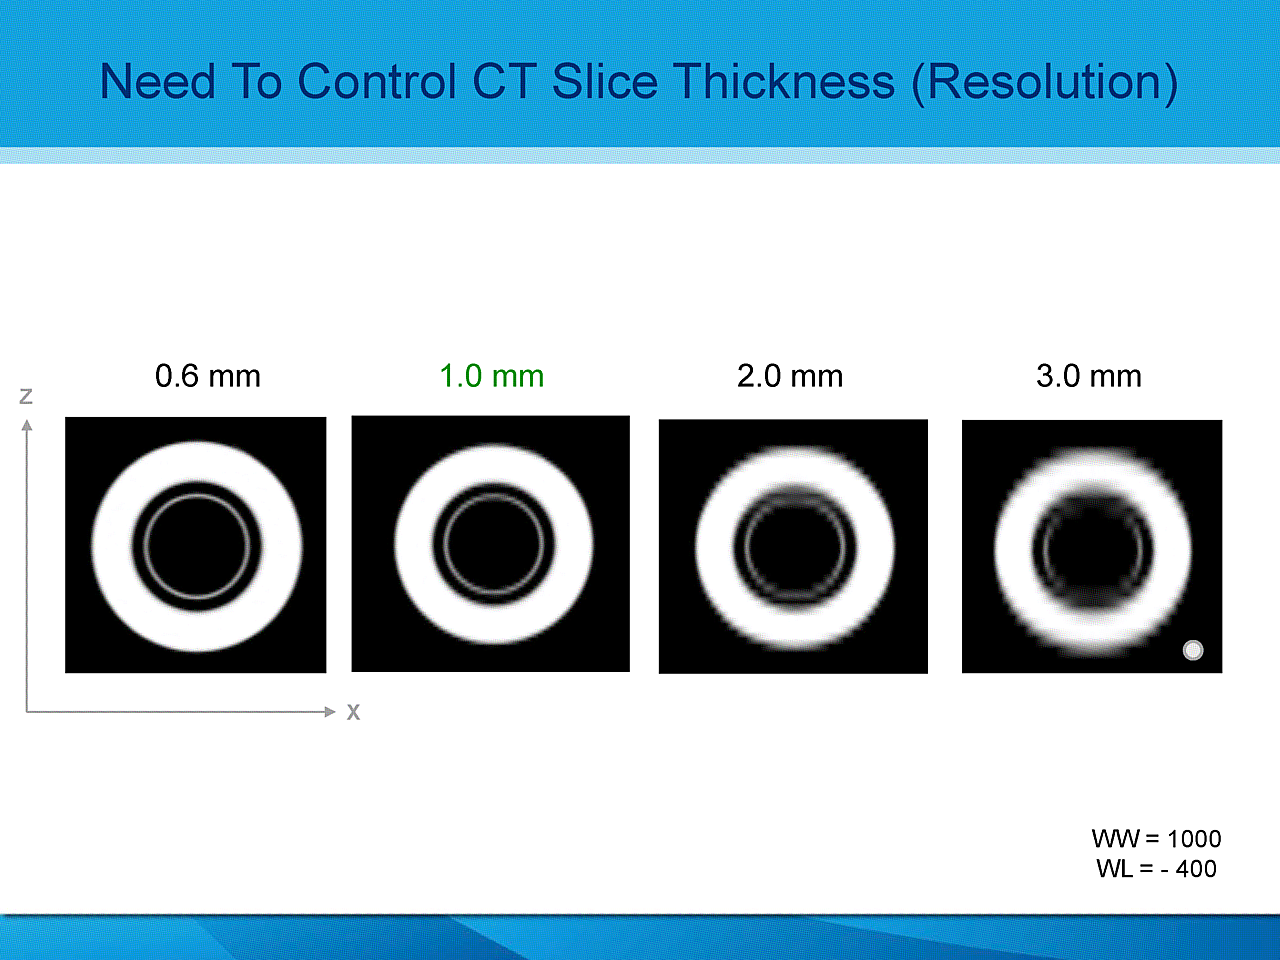 Need To Control CT Slice Thickness (Resolution)
0.6 mm 1.0 mm 2.0 mm 3.0 mm
z
x
WW = 1000
WL = - 400